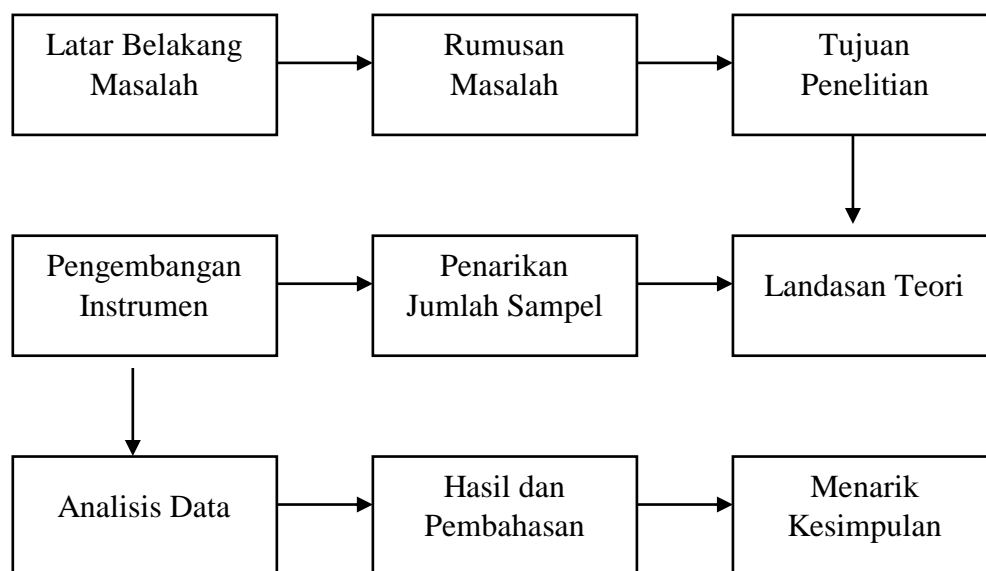 Latar Belakang
Masalah
Rumusan
Masalah
Tujuan
Penelitian
Pengembangan
Instrumen
Penarikan
Jumlah Sampel
Landasan Teori
Analisis Data
Hasil dan
Pembahasan
Menarik
Kesimpulan